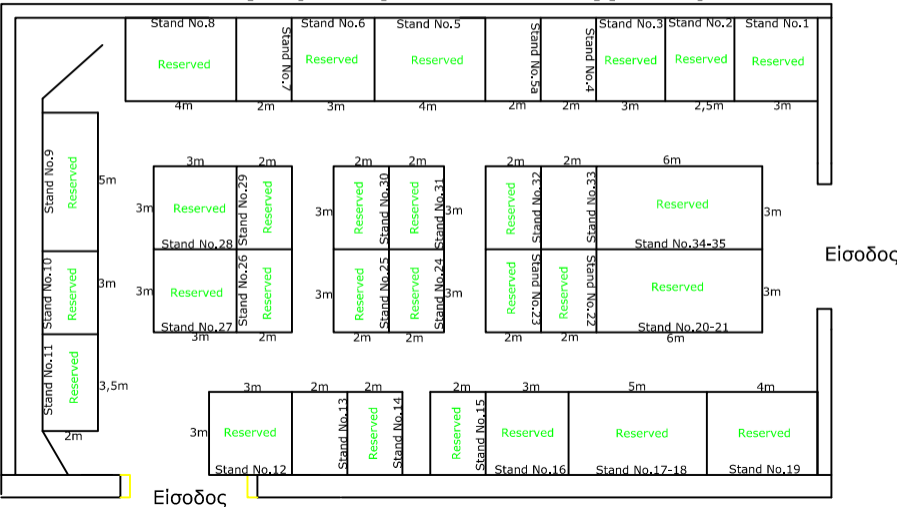 Stand No.8
Stand No.7
Stand No.6
Stand No.5
Stand No.5a
Stand No.4
Stand No.3
Stand No.2
Stand No.1
Reserved
Reserved
Reserved
Reserved
Reserved
Reserved
4m
2m
3m
4m
2m
2m
3m
2,5m
3m
Stand No.9
Reserved
5m
Stand No.10
Reserved
3m
Stand No.11
Reserved
3,5m
2m
3m
2m
3m
Reserved
Stand No.28
Stand No.29
Reserved
3m
Reserved
Stand No.27
Stand No.26
Reserved
3m
2m
2m
2m
3m
Reserved
Stand No.30
Reserved
Stand No.31
3m
3m
Reserved
Stand No.25
Reserved
Stand No.24
3m
2m
2m
2m
2m
6m
Reserved
Stand No.32
Stand No.33
Reserved
Stand No.34-35
3m
Reserved
Stand No.23
Reserved
Stand No.22
Reserved
Stand No.20-21
3m
2m
2m
6m
Είσοδος
3m
2m
2m
2m
3m
5m
4m
3m
Reserved
Stand No.12
Stand No.13
Reserved
Stand No.14
Reserved
Stand No.15
Reserved
Stand No.16
Reserved
Stand No.17-18
Reserved
Stand No.19
Είσοδος